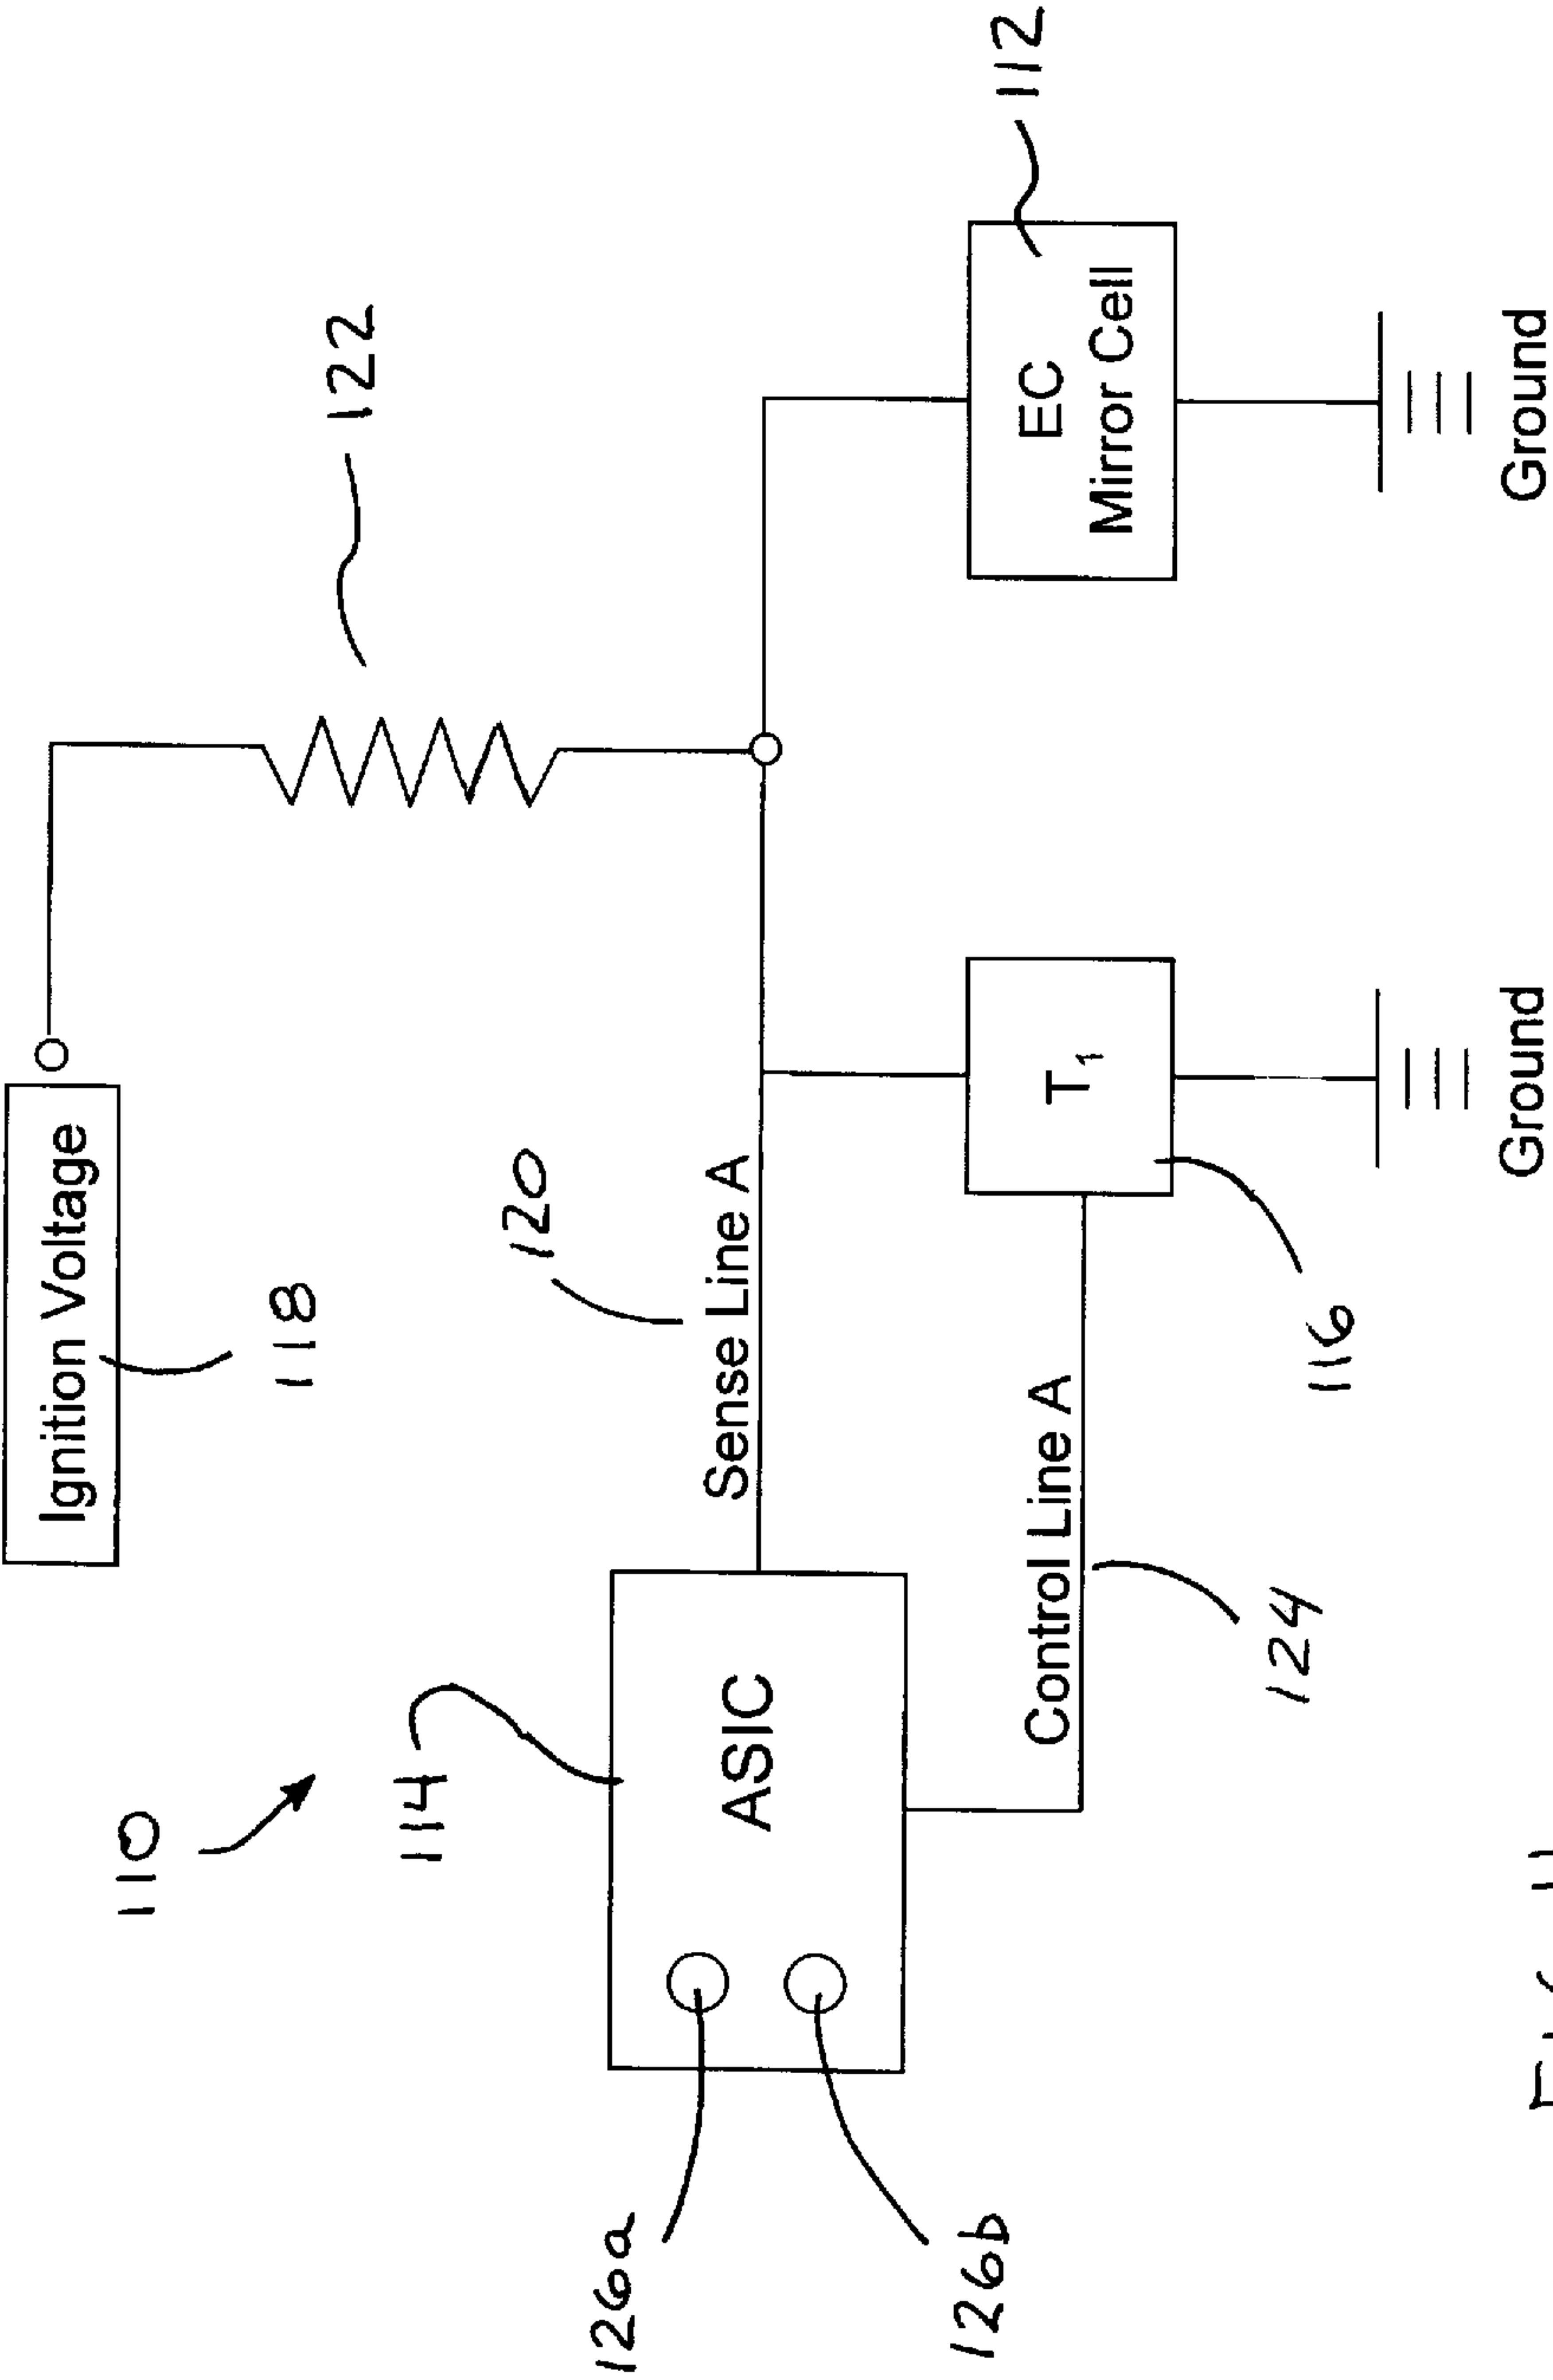 110
Ignition Voltage
118
122
114
120
Sense Line A
ASIC
126a
126b
Control Line A
124
T1
116
EC
Mirror Cell
112
Ground
Ground